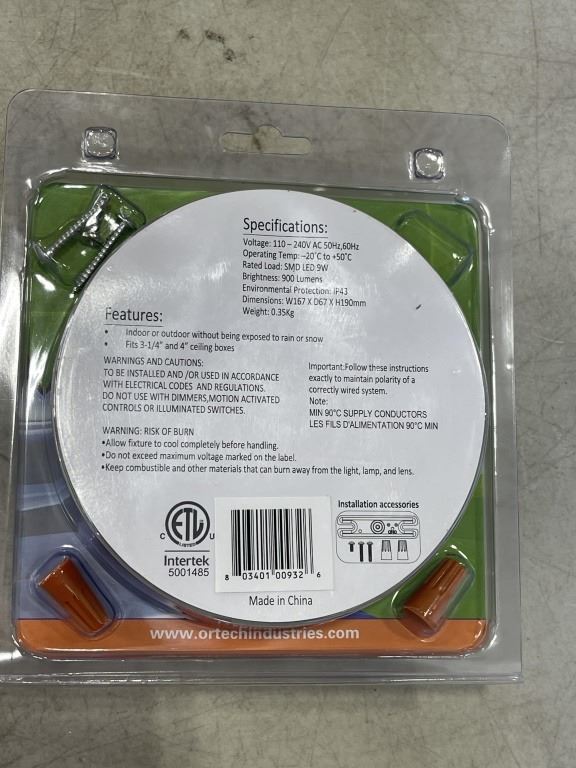 Specifications:
Voltage: 110 – 240V AC 50Hz,60Hz
Operating Temp: –20˚C to +50˚C
Rated Load: SMD LED 9W
Brightness: 900 Lumens
Environmental Protection: IP43
Dimensions: W167 X D67 X H190mm
Weight: 0.35Kg
Features:
• Indoor or outdoor without being exposed to rain or snow
• Fits 3-1/4” and 4” ceiling boxes
WARNINGS AND CAUTIONS:
TO BE INSTALLED AND /OR USED IN ACCORDANCE
WITH ELECTRICAL CODES AND REGULATIONS.
DO NOT USE WITH DIMMERS,MOTION ACTIVATED
CONTROLS OR ILLUMINATED SWITCHES.
Important:Follow these instructions
exactly to maintain polarity of a
correctly wired system.
Note:
MIN 90°C SUPPLY CONDUCTORS
LES FILS D'ALIMENTATION 90°C MIN
WARNING: RISK OF BURN
•Allow fixture to cool completely before handling.
•Do not exceed maximum voltage marked on the label.
•Keep combustible and other materials that can burn away from the light, lamp, and lens.
C ETL US
LISTED
Intertek
5001485
8 03401 00932 6
Installation accessories
Made in China
www.ortechindustries.com